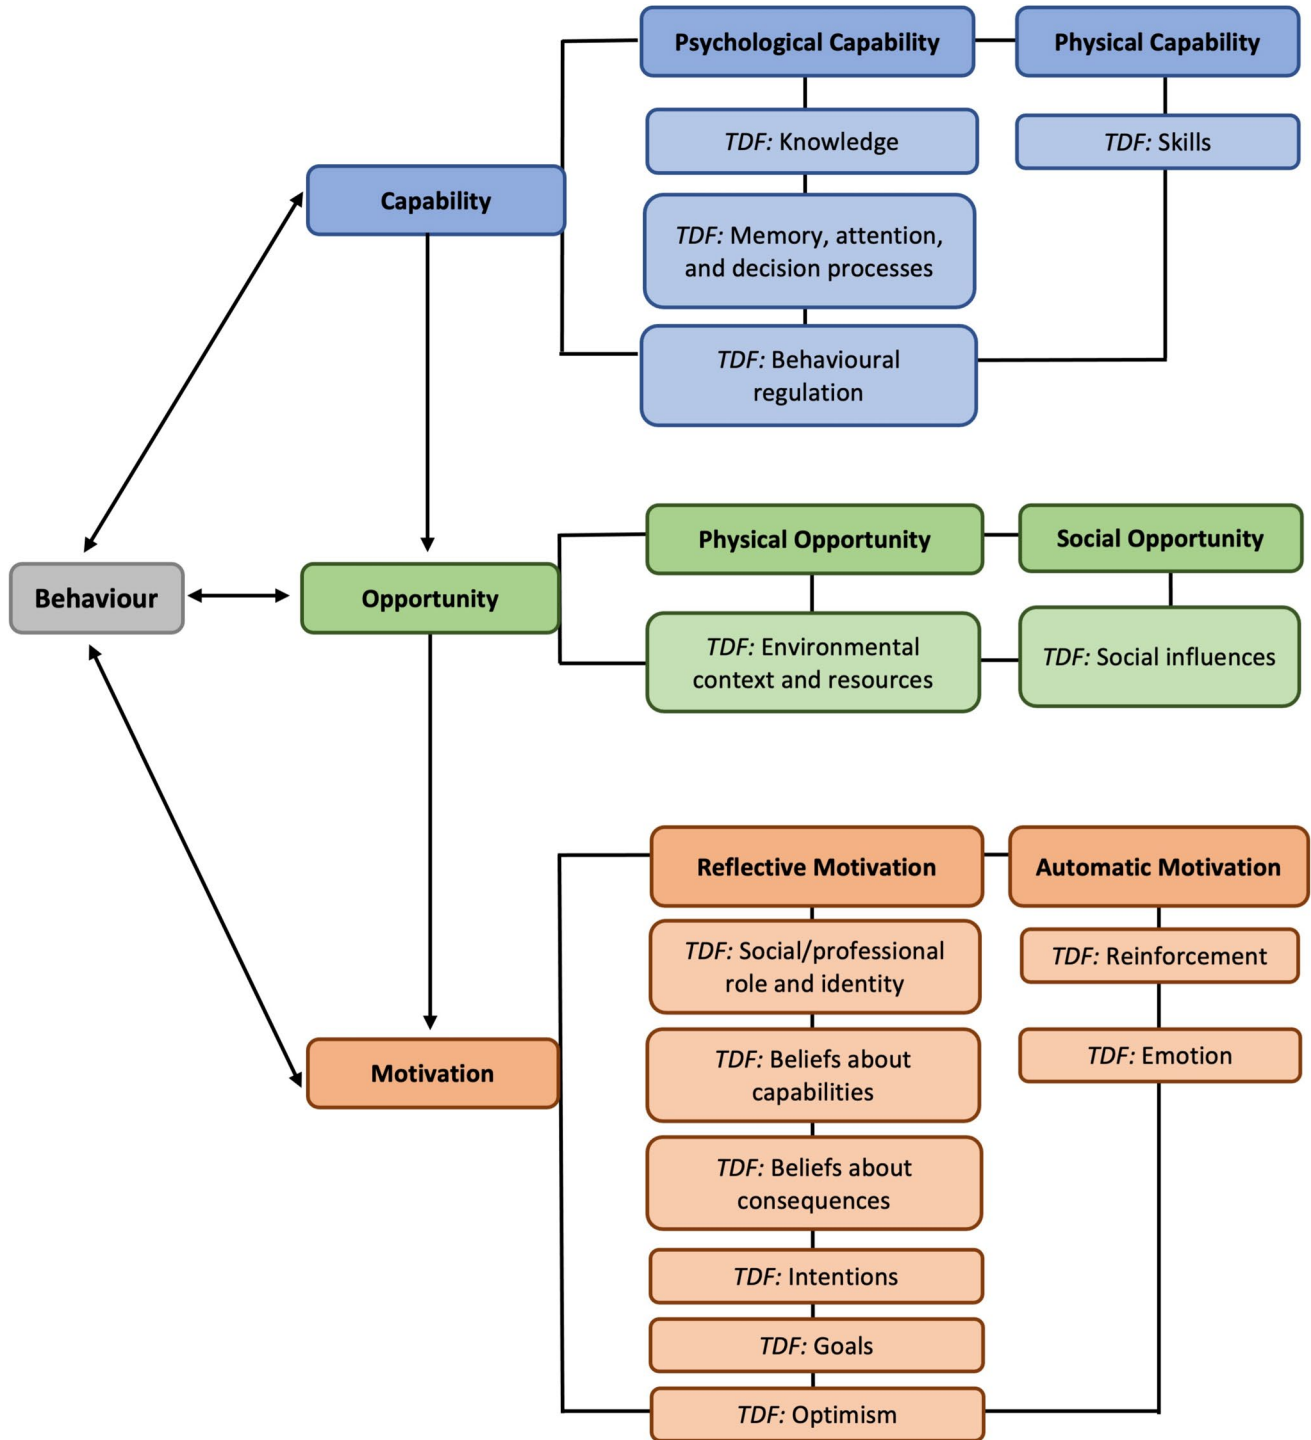 Psychological Capability
Physical Capability
TDF: Knowledge
TDF: Skills
Capability
TDF: Memory, attention,
and decision processes
TDF: Behavioural
regulation
Physical Opportunity
Social Opportunity
Behaviour
Opportunity
TDF: Environmental
context and resources
TDF: Social influences
Reflective Motivation
Automatic Motivation
TDF: Social/professional
role and identity
TDF: Reinforcement
Motivation
TDF: Beliefs about
capabilities
TDF: Emotion
TDF: Beliefs about
consequences
TDF: Intentions
TDF: Goals
TDF: Optimism